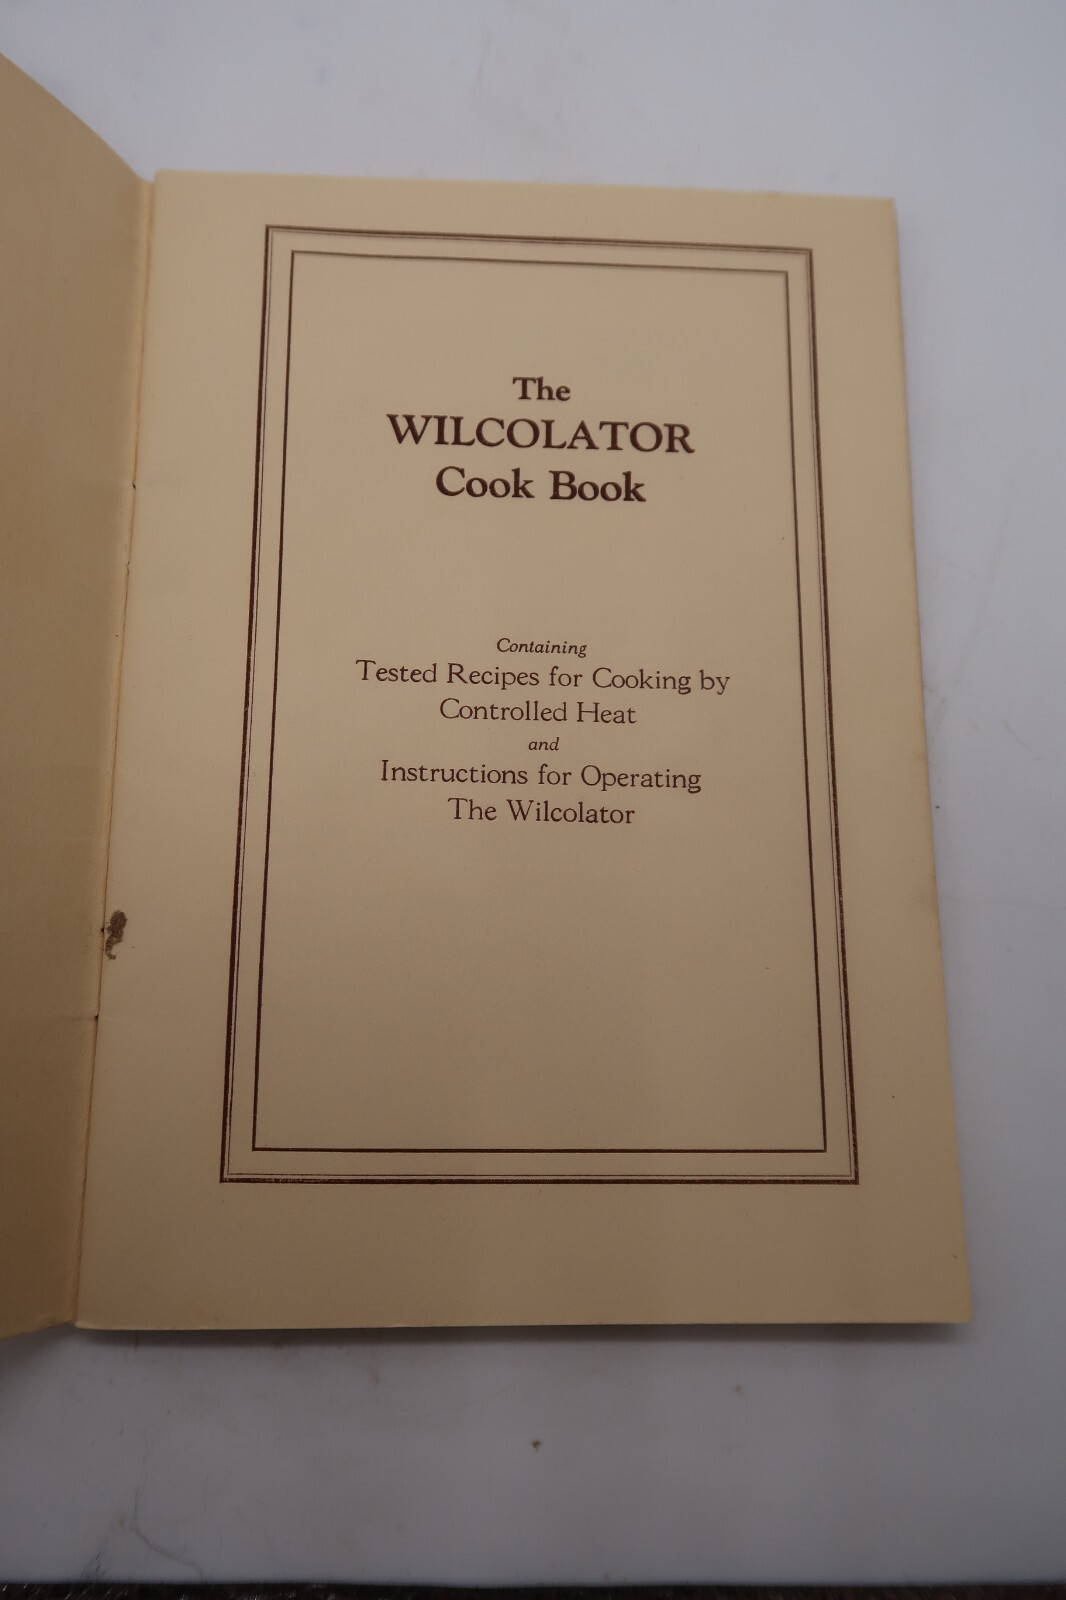 The
WILCOLATOR
Cook Book
Containing
Tested Recipes for Cooking by
Controlled Heat
and
Instructions for Operating
The Wilcolator